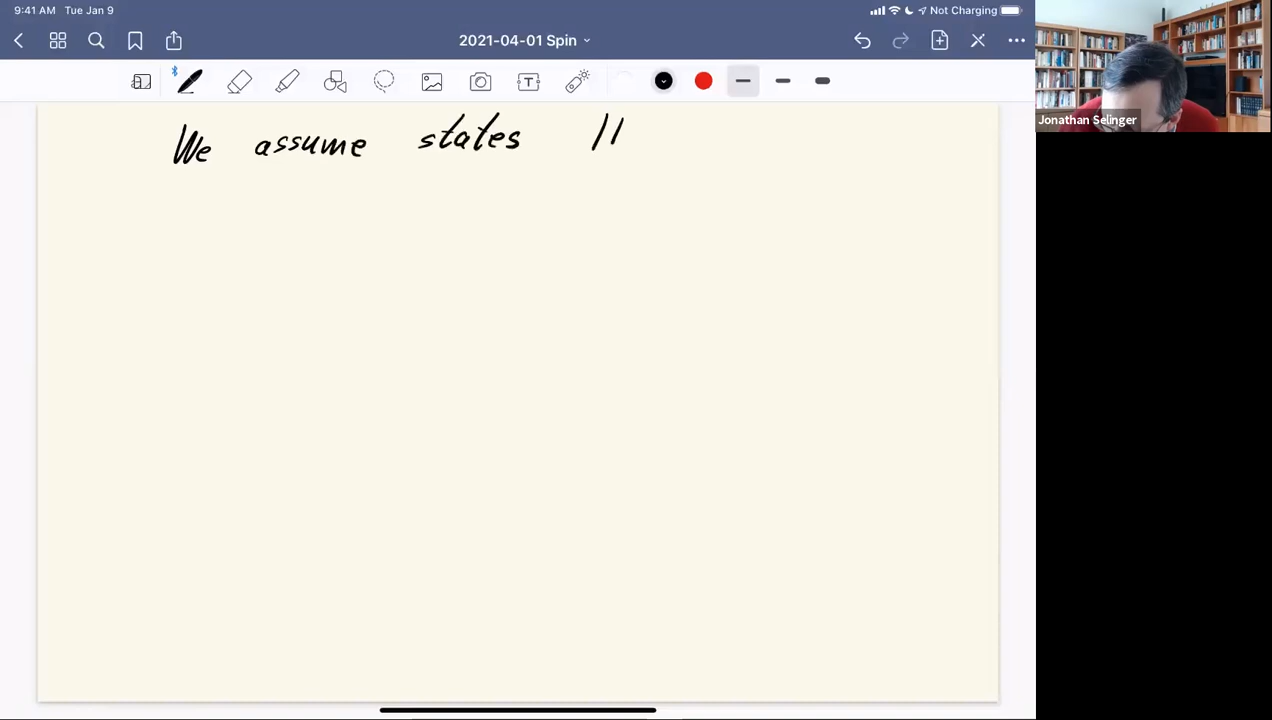 9:41 AM Tue Jan 9
Not Charging
2021-04-01 Spin
T
Jonathan Selinger
We assume states ||